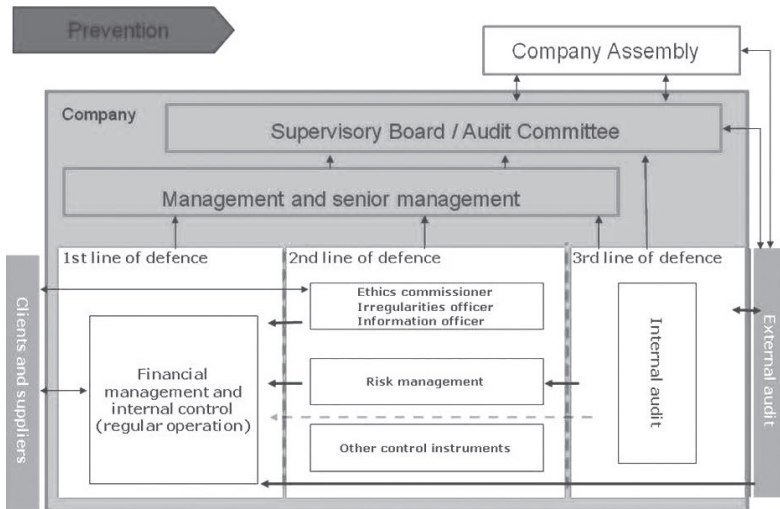 Prevention
Company Assembly
Company
Supervisory Board / Audit Committee
Management and senior management
1st line of defence
2nd line of defence
3rd line of defence
Clients and suppliers
Ethics commissioner
Irregularities officer
Information officer
Financial
management and
internal control
(regular operation)
Risk management
Other control instruments
Internal audit
External audit